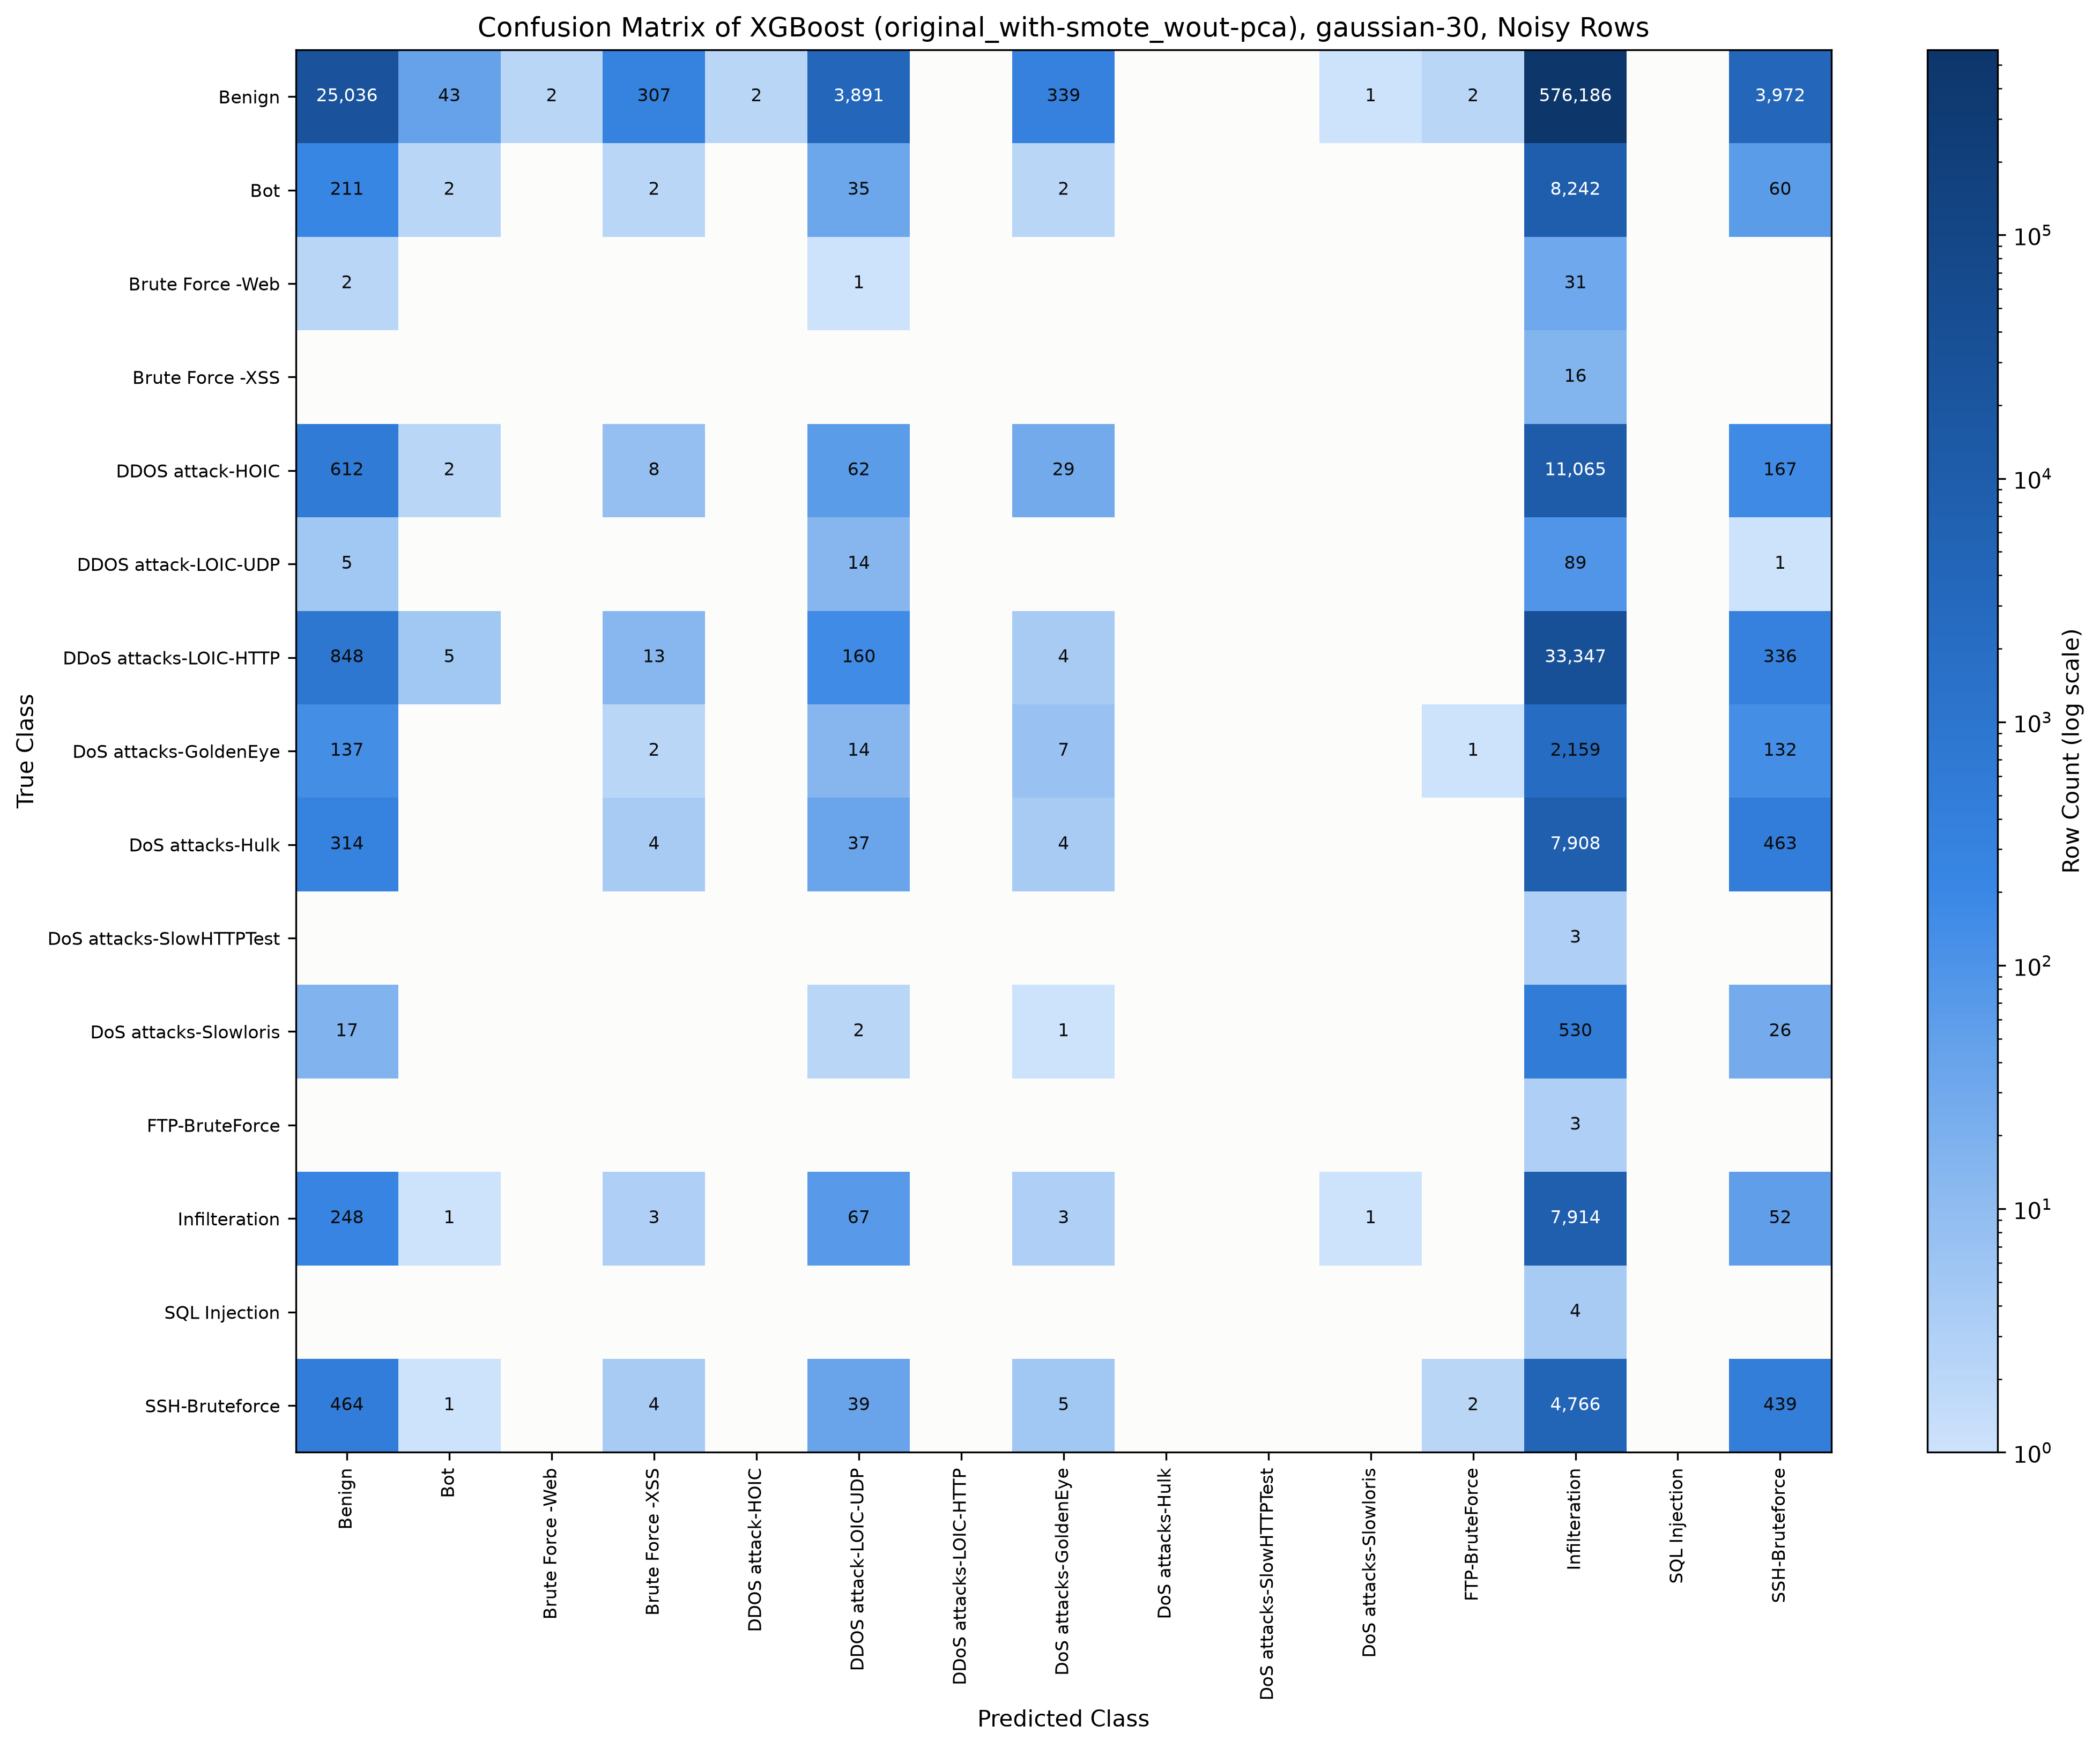 Confusion Matrix of XGBoost (original_with-smote_wout-pca), gaussian-30, Noisy Rows
Benign 25,036 43 2 307 2 3,891 339 1 2 576,186 3,972
Bot 211 2 2 35 2 8,242 60
Brute Force -Web 2 1 31
Brute Force -XSS 16
DDOS attack-HOIC 612 2 8 62 29 11,065 167
DDOS attack-LOIC-UDP 5 14 89 1
DDoS attacks-LOIC-HTTP 848 5 13 160 4 33,347 336
DoS attacks-GoldenEye 137 2 14 7 1 2,159 132
DoS attacks-Hulk 314 4 37 4 7,908 463
DoS attacks-SlowHTTPTest 3
DoS attacks-Slowloris 17 2 1 530 26
FTP-BruteForce 3
Infilteration 248 1 3 67 3 1 7,914 52
SQL Injection 4
SSH-Bruteforce 464 1 4 39 5 2 4,766 439
True Class
Benign
Bot
Brute Force -Web
Brute Force -XSS
DDOS attack-HOIC
DDOS attack-LOIC-UDP
DDoS attacks-LOIC-HTTP
DoS attacks-GoldenEye
DoS attacks-Hulk
DoS attacks-SlowHTTPTest
DoS attacks-Slowloris
FTP-BruteForce
Infilteration
SQL Injection
SSH-Bruteforce
Predicted Class
10⁵
10⁴
10³
10²
10¹
10⁰
Row Count (log scale)